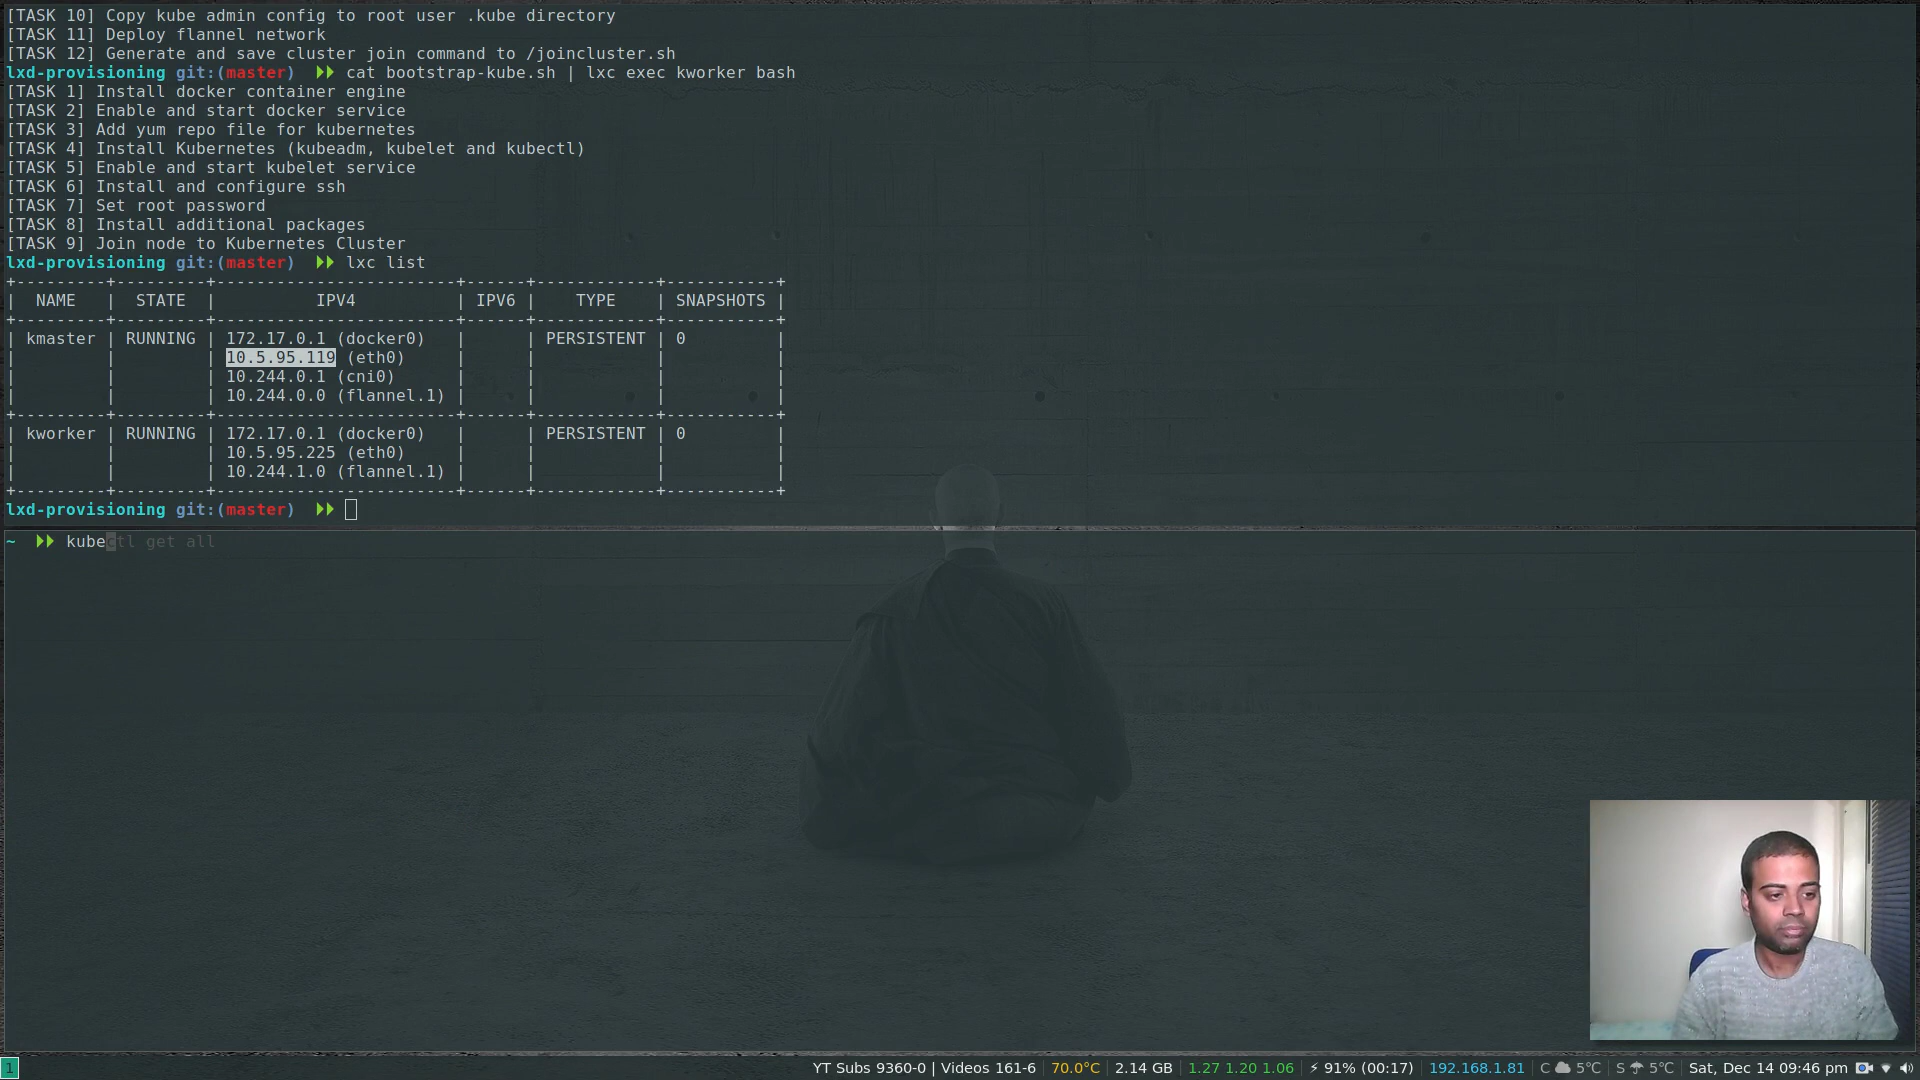 [TASK 10] Copy kube admin config to root user .kube directory
[TASK 11] Deploy flannel network
[TASK 12] Generate and save cluster join command to /joincluster.sh
lxd-provisioning git:(master) cat bootstrap-kube.sh | lxc exec kworker bash
[TASK 1] Install docker container engine
[TASK 2] Enable and start docker service
[TASK 3] Add yum repo file for kubernetes
[TASK 4] Install Kubernetes (kubeadm, kubelet and kubectl)
[TASK 5] Enable and start kubelet service
[TASK 6] Install and configure ssh
[TASK 7] Set root password
[TASK 8] Install additional packages
[TASK 9] Join node to Kubernetes Cluster
lxd-provisioning git:(master) lxc list
+---------+---------+------------------------+------+------------+-----------+
|  NAME   |  STATE  |          IPV4          | IPV6 |    TYPE    | SNAPSHOTS |
+---------+---------+------------------------+------+------------+-----------+
| kmaster | RUNNING | 172.17.0.1 (docker0)   |      | PERSISTENT | 0         |
|         |         | 10.5.95.119 (eth0)     |      |            |           |
|         |         | 10.244.0.1 (cni0)      |      |            |           |
|         |         | 10.244.0.0 (flannel.1) |      |            |           |
+---------+---------+------------------------+------+------------+-----------+
| kworker | RUNNING | 172.17.0.1 (docker0)   |      | PERSISTENT | 0         |
|         |         | 10.5.95.225 (eth0)     |      |            |           |
|         |         | 10.244.1.0 (flannel.1) |      |            |           |
+---------+---------+------------------------+------+------------+-----------+
lxd-provisioning git:(master)
~ kubectl get all
1 YT Subs 9360-0 | Videos 161-6 | 70.0°C | 2.14 GB | 1.27 1.20 1.06 | ⚡ 91% (00:17) | 192.168.1.81 | C ☁ 5℃ | S ☂ 5℃ | Sat, Dec 14 09:46 pm